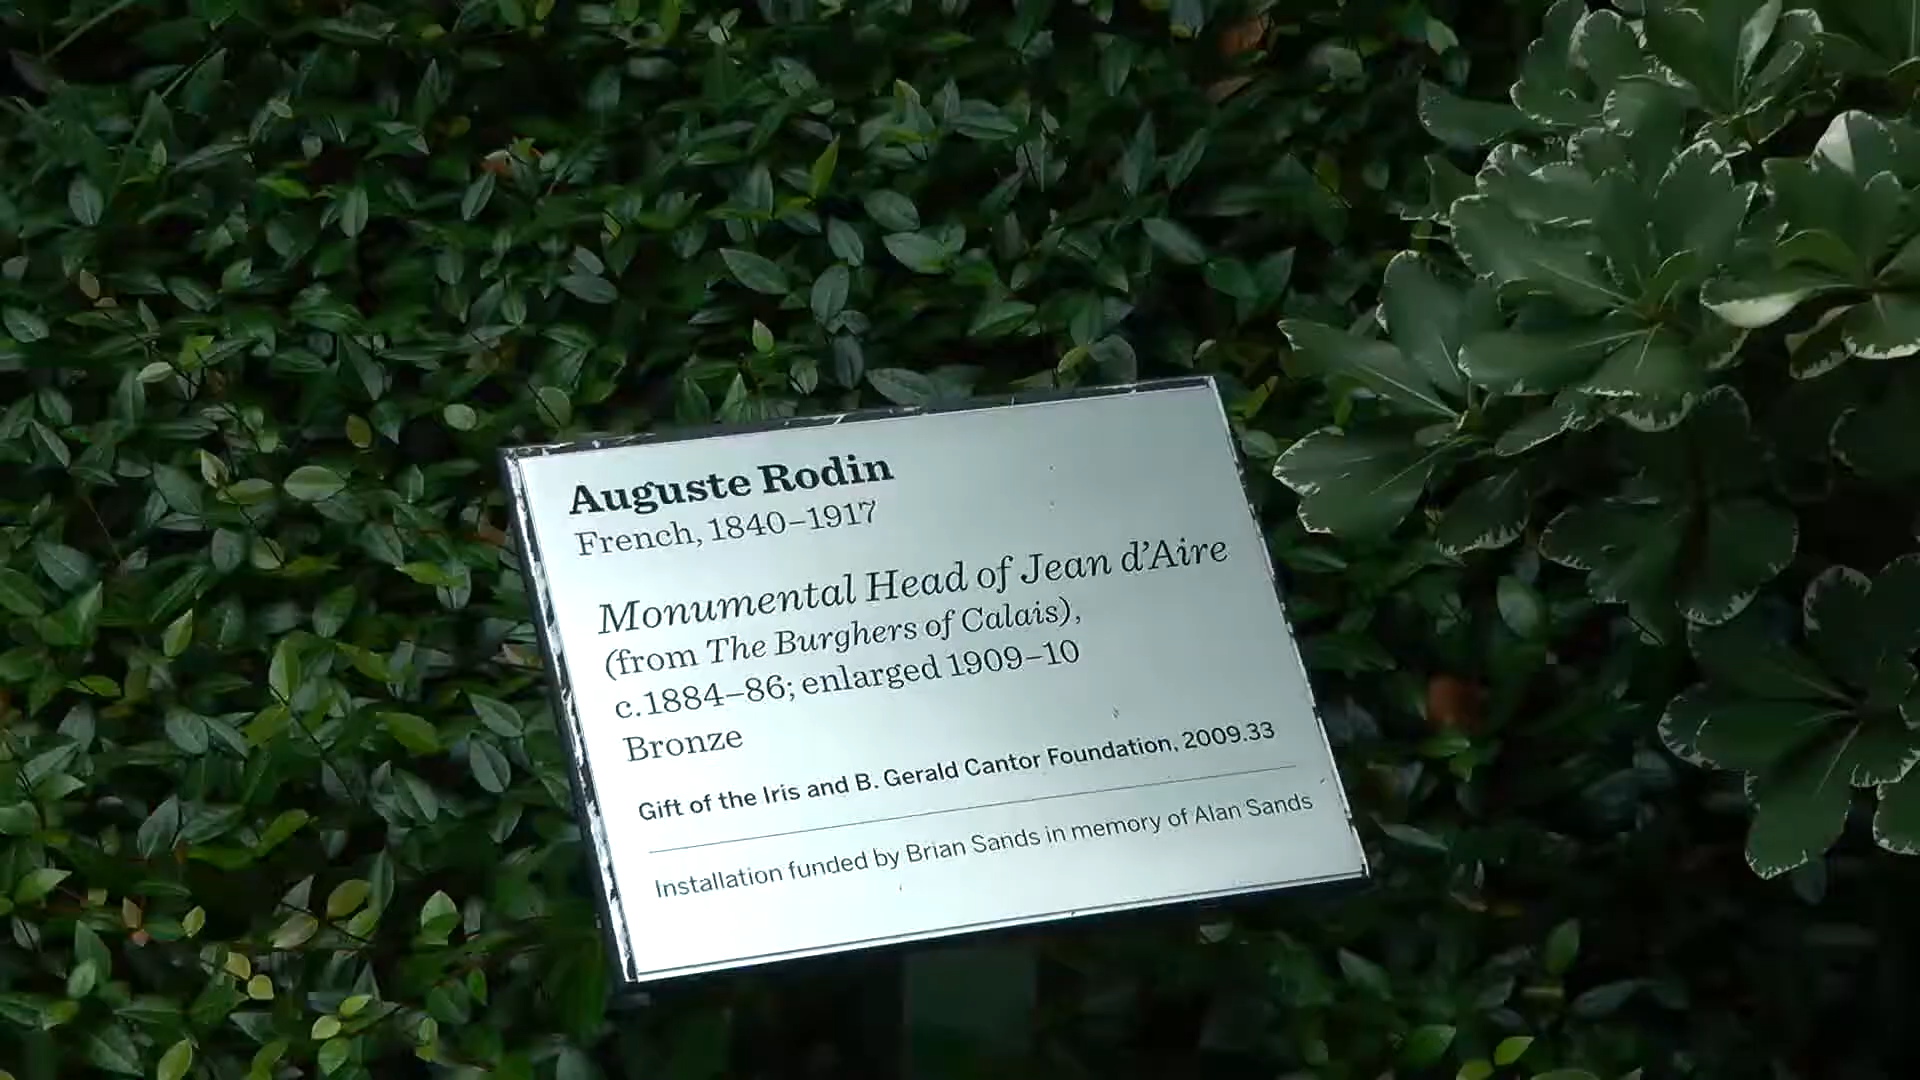 Auguste Rodin
French, 1840–1917
Monumental Head of Jean d’Aire
(from The Burghers of Calais),
c.1884–86; enlarged 1909–10
Bronze
Gift of the Iris and B. Gerald Cantor Foundation, 2009.33
Installation funded by Brian Sands in memory of Alan Sands